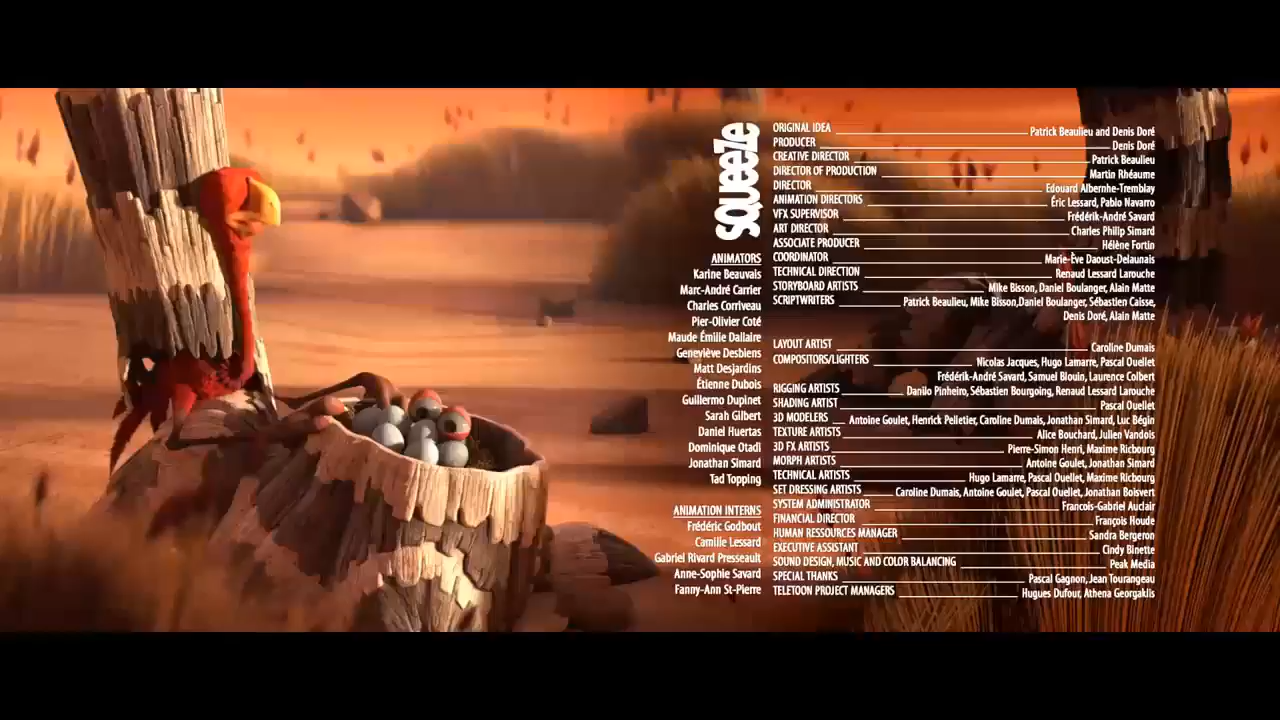 squeeze
ANIMATORS
Karine Beauvais
Marc-André Carrier
Charles Corriveau
Pier-Olivier Coté
Maude Émilie Dallaire
Geneviève Desbiens
Matt Desjardins
Étienne Dubois
Guillermo Dupinet
Sarah Gilbert
Daniel Huertas
Dominique Otadi
Jonathan Simard
Tad Topping
ANIMATION INTERNS
Frédéric Godbout
Camille Lessard
Gabriel Rivard Presseault
Anne-Sophie Savard
Fanny-Ann St-Pierre
ORIGINAL IDEA Patrick Beaulieu and Denis Doré
PRODUCER Denis Doré
CREATIVE DIRECTOR Patrick Beaulieu
DIRECTOR OF PRODUCTION Martin Rhéaume
DIRECTOR Edouard Albernhe-Tremblay
ANIMATION DIRECTORS Éric Lessard, Pablo Navarro
VFX SUPERVISOR Frédérik-André Savard
ART DIRECTOR Charles Philip Simard
ASSOCIATE PRODUCER Hélène Fortin
COORDINATOR Marie-Ève Daoust-Delaunais
TECHNICAL DIRECTION Renaud Lessard Larouche
STORYBOARD ARTISTS Mike Bisson, Daniel Boulanger, Alain Matte
SCRIPTWRITERS Patrick Beaulieu, Mike Bisson,Daniel Boulanger, Sébastien Caisse,
Denis Doré, Alain Matte
LAYOUT ARTIST Caroline Dumais
COMPOSITORS/LIGHTERS Nicolas Jacques, Hugo Lamarre, Pascal Ouellet
Frédérik-André Savard, Samuel Blouin, Laurence Colbert
RIGGING ARTISTS Danilo Pinheiro, Sébastien Bourgoing, Renaud Lessard Larouche
SHADING ARTIST Pascal Ouellet
3D MODELERS Antoine Goulet, Henrick Pelletier, Caroline Dumais, Jonathan Simard, Luc Bégin
TEXTURE ARTISTS Alice Bouchard, Julien Vandois
3D FX ARTISTS Pierre-Simon Henri, Maxime Ricbourg
MORPH ARTISTS Antoine Goulet, Jonathan Simard
TECHNICAL ARTISTS Hugo Lamarre, Pascal Ouellet, Maxime Ricbourg
SET DRESSING ARTISTS Caroline Dumais, Antoine Goulet, Pascal Ouellet, Jonathan Boisvert
SYSTEM ADMINISTRATOR Francois-Gabriel Auclair
FINANCIAL DIRECTOR François Houde
HUMAN RESSOURCES MANAGER Sandra Bergeron
EXECUTIVE ASSISTANT Cindy Binette
SOUND DESIGN, MUSIC AND COLOR BALANCING Peak Media
SPECIAL THANKS Pascal Gagnon, Jean Tourangeau
TELETOON PROJECT MANAGERS Hugues Dufour, Athena Georgaklis